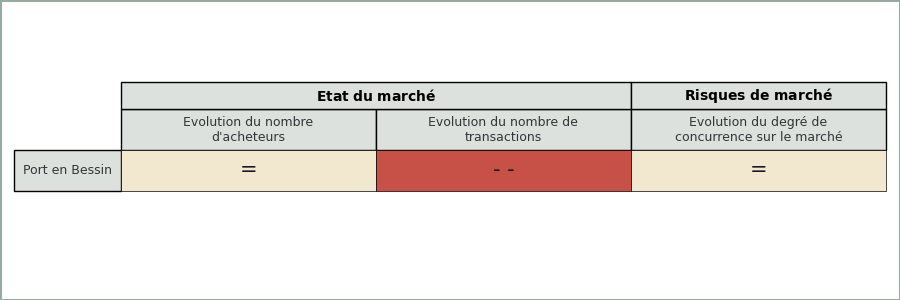 Etat du marché
Risques de marché
Evolution du nombre
d'acheteurs
Evolution du nombre de
transactions
Evolution du degré de
concurrence sur le marché
Port en Bessin
=
- -
=